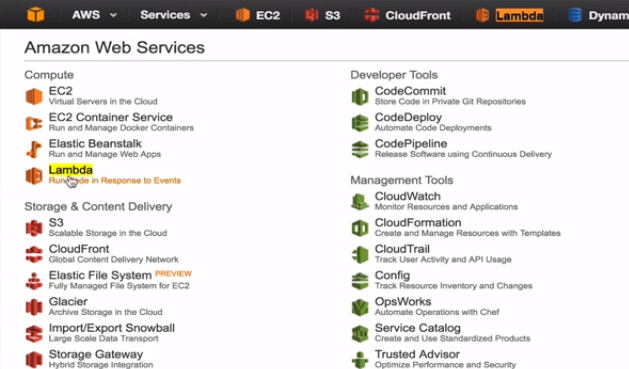 AWS Services EC2 S3 CloudFront Lambda Dynam
Amazon Web Services
Compute
EC2
Virtual Servers in the Cloud
EC2 Container Service
Run and Manage Docker Containers
Elastic Beanstalk
Run and Manage Web Apps
Lambda
Run Code in Response to Events
Storage & Content Delivery
S3
Scalable Storage in the Cloud
CloudFront
Global Content Delivery Network
Elastic File System PREVIEW
Fully Managed File System for EC2
Glacier
Archive Storage in the Cloud
Import/Export Snowball
Large Scale Data Transport
Storage Gateway
Hybrid Storage Integration
Developer Tools
CodeCommit
Store Code in Private Git Repositories
CodeDeploy
Automate Code Deployments
CodePipeline
Release Software using Continuous Delivery
Management Tools
CloudWatch
Monitor Resources and Applications
CloudFormation
Create and Manage Resources with Templates
CloudTrail
Track User Activity and API Usage
Config
Track Resource Inventory and Changes
OpsWorks
Automate Operations with Chef
Service Catalog
Create and Use Standardized Products
Trusted Advisor
Optimize Performance and Security